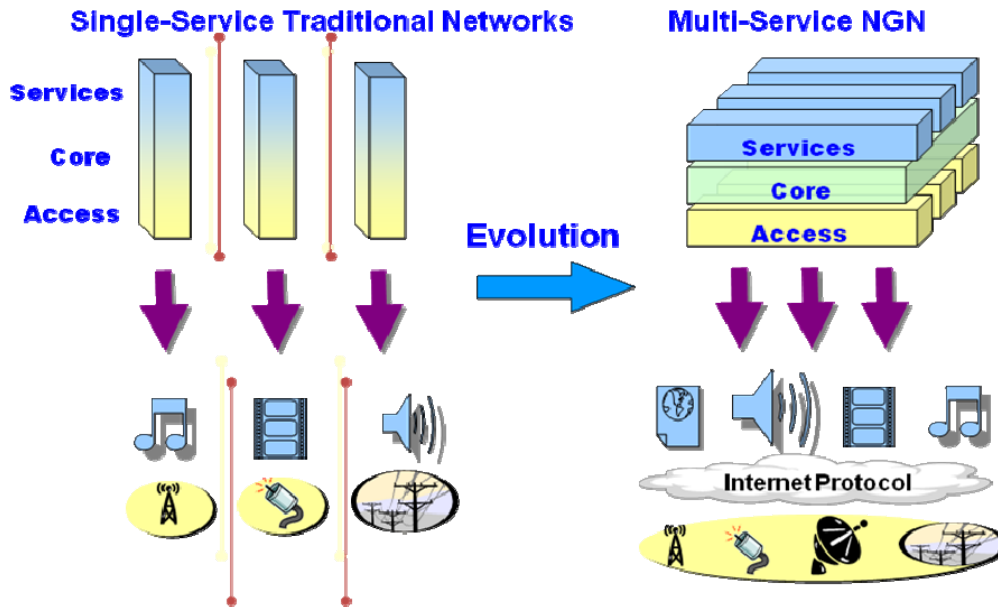 Single-Service Traditional Networks
Multi-Service NGN
Services
Core
Access
Evolution
Services
Core
Access
Internet Protocol